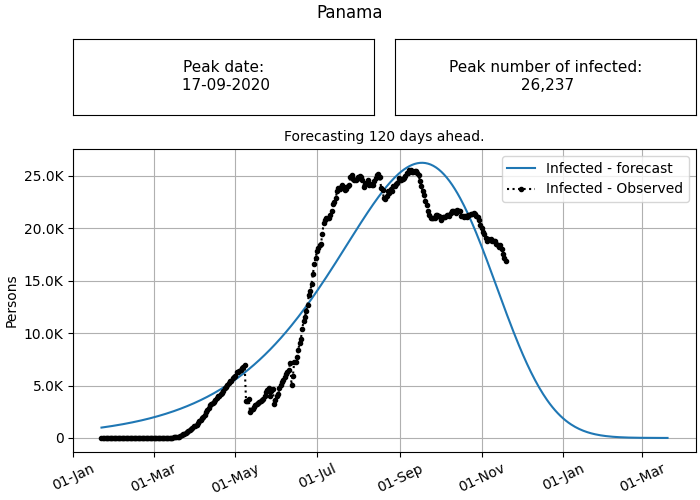 Panama
Peak date:
17-09-2020
Peak number of infected:
26,237
Forecasting 120 days ahead.
Infected - forecast
Infected - Observed
Persons
25.0K
20.0K
15.0K
10.0K
5.0K
0
01-Jan
01-Mar
01-May
01-Jul
01-Sep
01-Nov
01-Jan
01-Mar